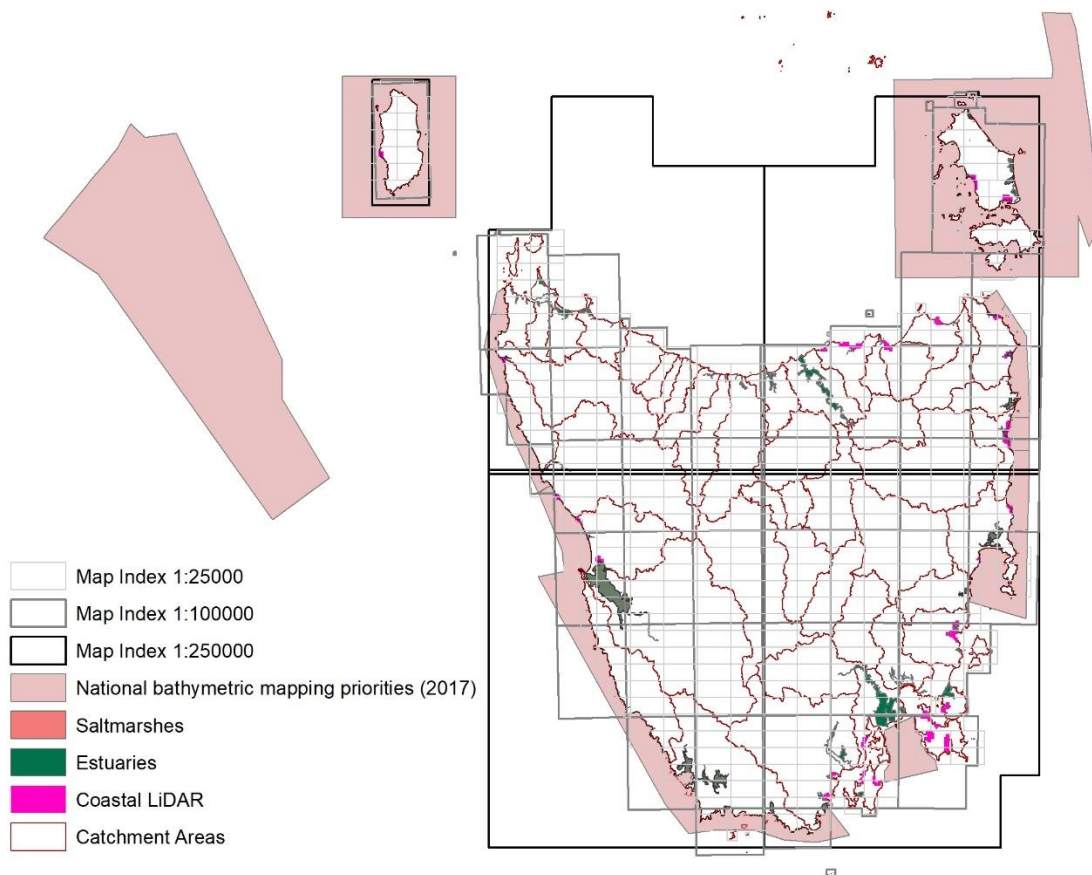 Map Index 1:25000
Map Index 1:100000
Map Index 1:250000
National bathymetric mapping priorities (2017)
Saltmarshes
Estuaries
Coastal LiDAR
Catchment Areas